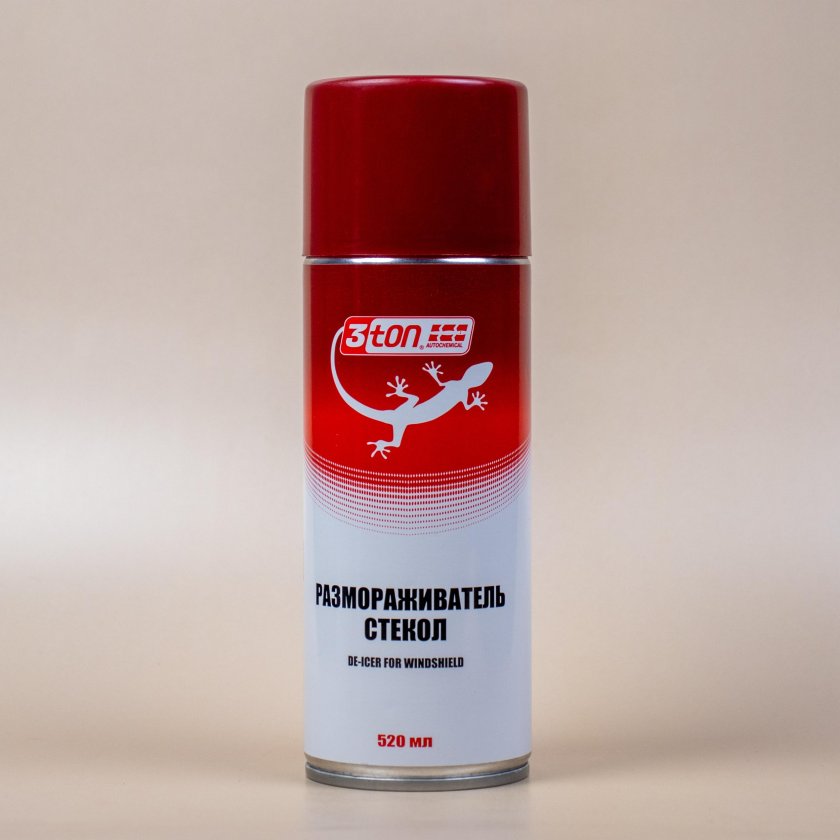 3ton®
AUTOCHEMICAL
РАЗМОРАЖИВАТЕЛЬ
СТЕКОЛ
DE-ICER FOR WINDSHIELD
520 мл